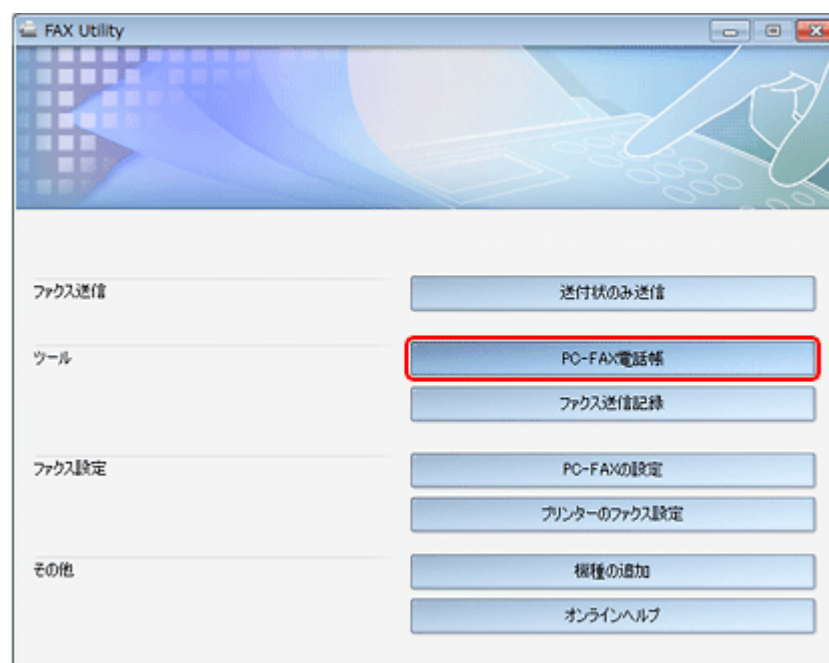 FAX Utility
ファクス送信
送付状のみ送信
ツール
PC-FAX電話帳
ファクス送信記録
ファクス設定
PC-FAXの設定
プリンターのファクス設定
その他
機種の追加
オンラインヘルプ